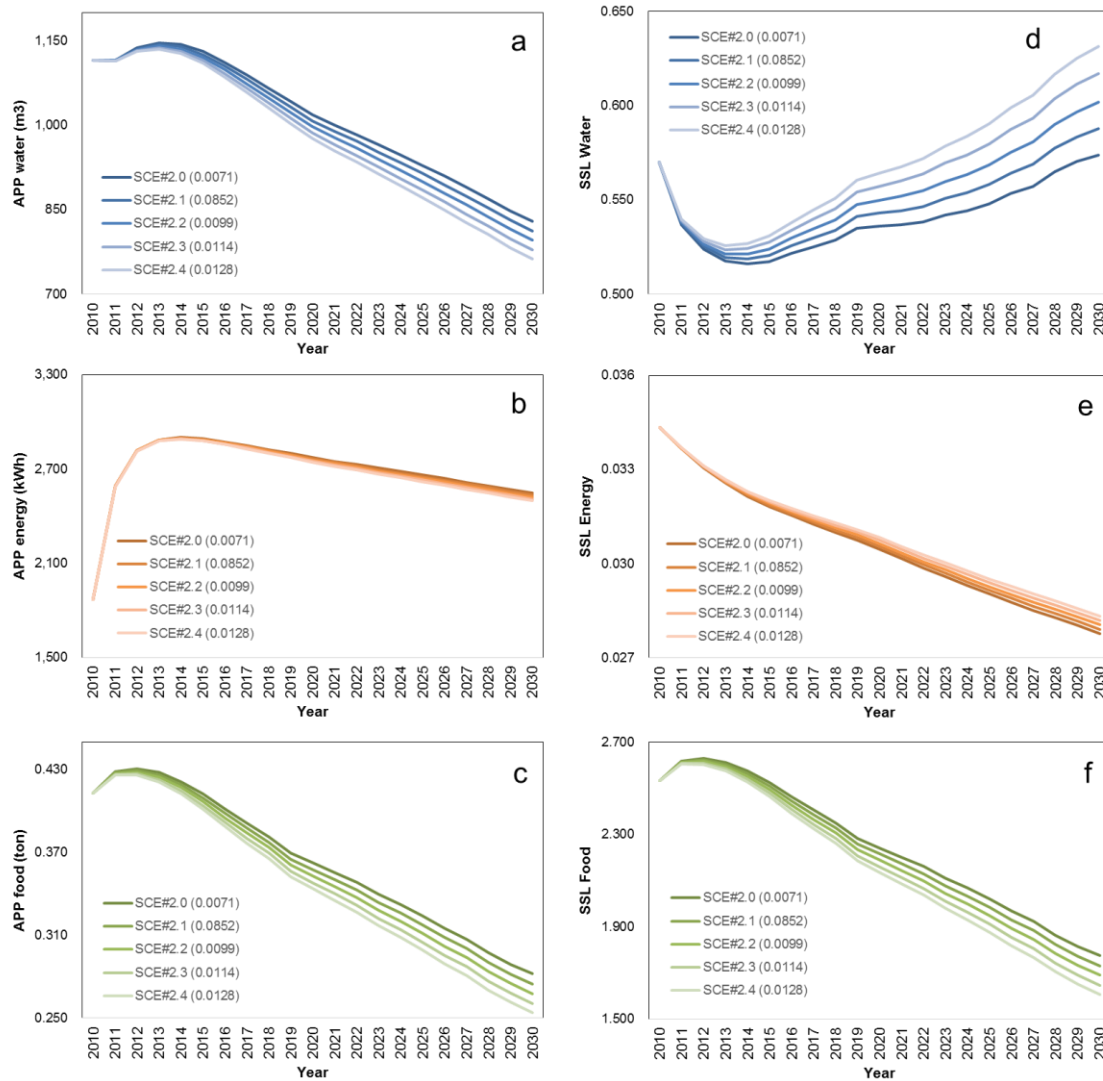 a
1,150
1,000
850
700
APP water (m3)
SCE#2.0 (0.0071)
SCE#2.1 (0.0852)
SCE#2.2 (0.0099)
SCE#2.3 (0.0114)
SCE#2.4 (0.0128)
2010 2011 2012 2013 2014 2015 2016 2017 2018 2019 2020 2021 2022 2023 2024 2025 2026 2027 2028 2029 2030
Year
d
0.650
0.600
0.550
0.500
SSL Water
SCE#2.0 (0.0071)
SCE#2.1 (0.0852)
SCE#2.2 (0.0099)
SCE#2.3 (0.0114)
SCE#2.4 (0.0128)
2010 2011 2012 2013 2014 2015 2016 2017 2018 2019 2020 2021 2022 2023 2024 2025 2026 2027 2028 2029 2030
Year
b
3,300
2,700
2,100
1,500
APP energy (kWh)
SCE#2.0 (0.0071)
SCE#2.1 (0.0852)
SCE#2.2 (0.0099)
SCE#2.3 (0.0114)
SCE#2.4 (0.0128)
2010 2011 2012 2013 2014 2015 2016 2017 2018 2019 2020 2021 2022 2023 2024 2025 2026 2027 2028 2029 2030
Year
e
0.036
0.033
0.030
0.027
SSL Energy
SCE#2.0 (0.0071)
SCE#2.1 (0.0852)
SCE#2.2 (0.0099)
SCE#2.3 (0.0114)
SCE#2.4 (0.0128)
2010 2011 2012 2013 2014 2015 2016 2017 2018 2019 2020 2021 2022 2023 2024 2025 2026 2027 2028 2029 2030
Year
c
0.430
0.370
0.310
0.250
APP food (ton)
SCE#2.0 (0.0071)
SCE#2.1 (0.0852)
SCE#2.2 (0.0099)
SCE#2.3 (0.0114)
SCE#2.4 (0.0128)
2010 2011 2012 2013 2014 2015 2016 2017 2018 2019 2020 2021 2022 2023 2024 2025 2026 2027 2028 2029 2030
Year
f
2.700
2.300
1.900
1.500
SSL Food
SCE#2.0 (0.0071)
SCE#2.1 (0.0852)
SCE#2.2 (0.0099)
SCE#2.3 (0.0114)
SCE#2.4 (0.0128)
2010 2011 2012 2013 2014 2015 2016 2017 2018 2019 2020 2021 2022 2023 2024 2025 2026 2027 2028 2029 2030
Year